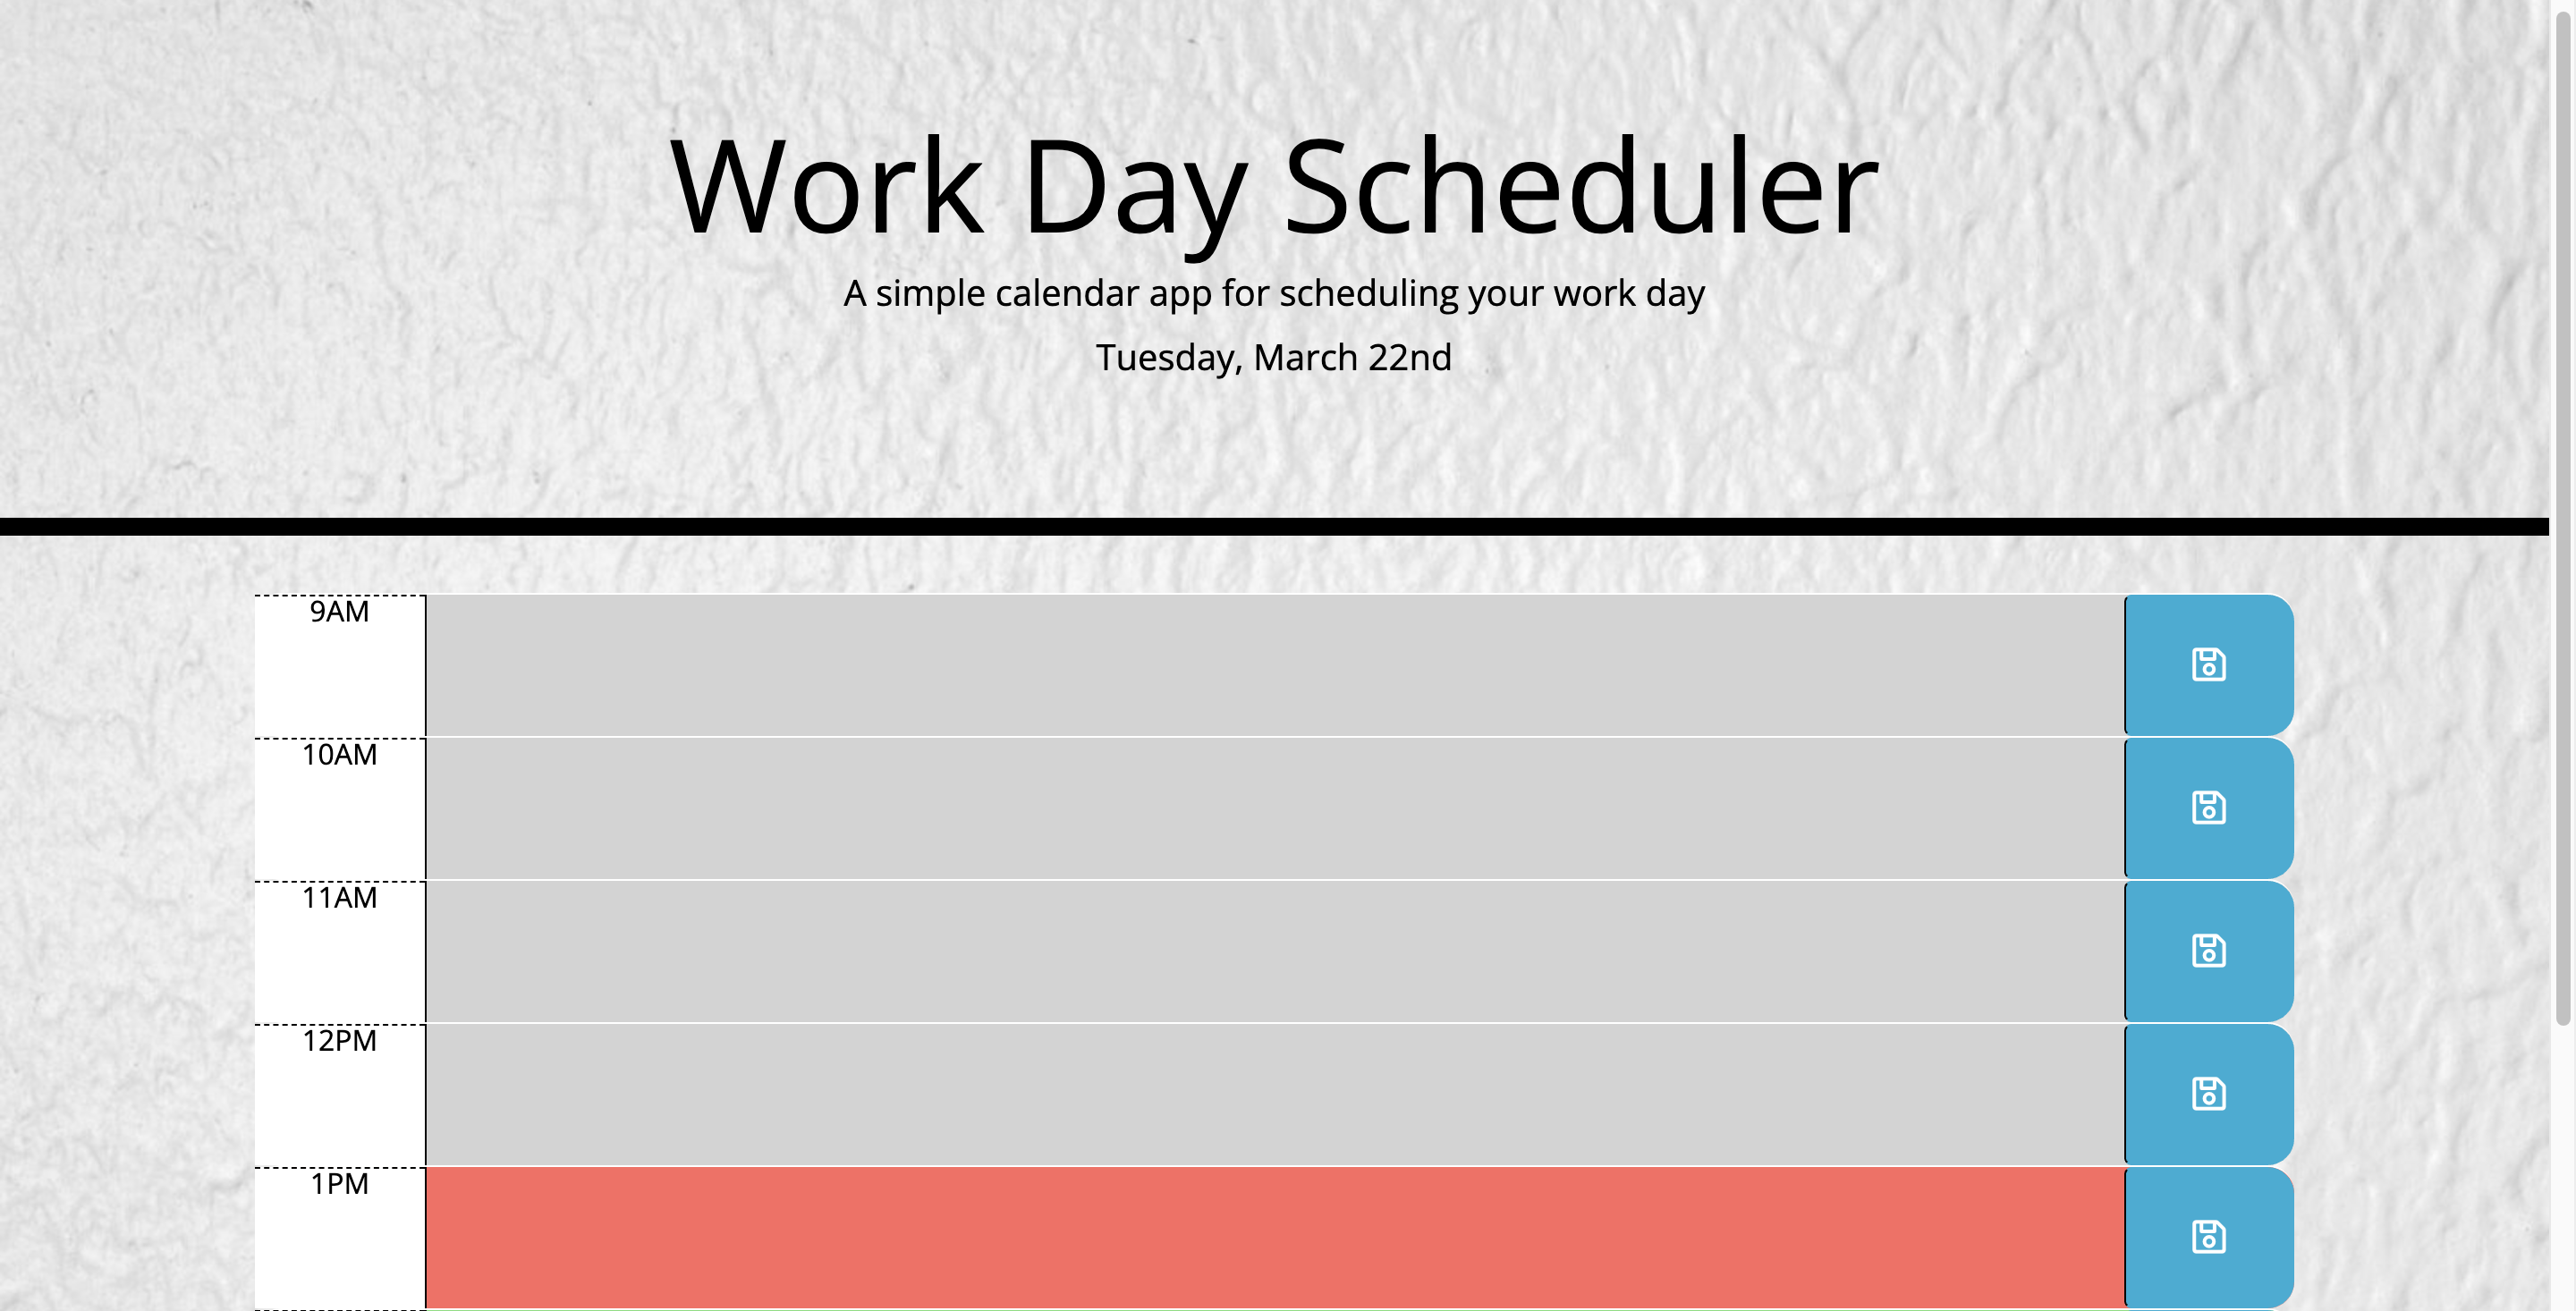 Work Day Scheduler
A simple calendar app for scheduling your work day
Tuesday, March 22nd
9AM
10AM
11AM
12PM
1PM